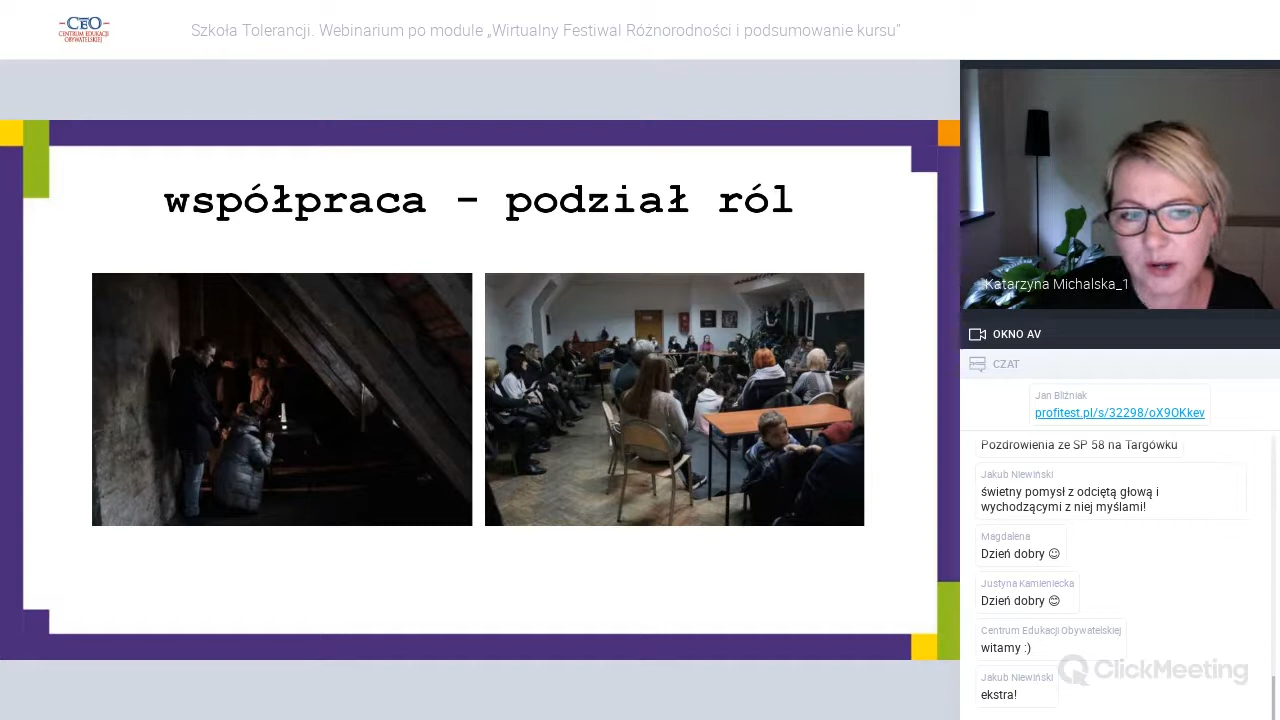 CEO
CENTRUM EDUKACJI
OBYWATELSKIEJ
Szkoła Tolerancji. Webinarium po module „Wirtualny Festiwal Różnorodności i podsumowanie kursu”
współpraca - podział ról
Katarzyna Michalska_1
OKNO AV
CZAT
Jan Bliźniak
profitest.pl/s/32298/oX9OKkev
Pozdrowienia ze SP 58 na Targówku
Jakub Niewiński
świetny pomysł z odciętą głową i
wychodzącymi z niej myślami!
Magdalena
Dzień dobry 😊
Justyna Kamieniecka
Dzień dobry 😊
Centrum Edukacji Obywatelskiej
witamy :)
ClickMeeting
Jakub Niewiński
ekstra!